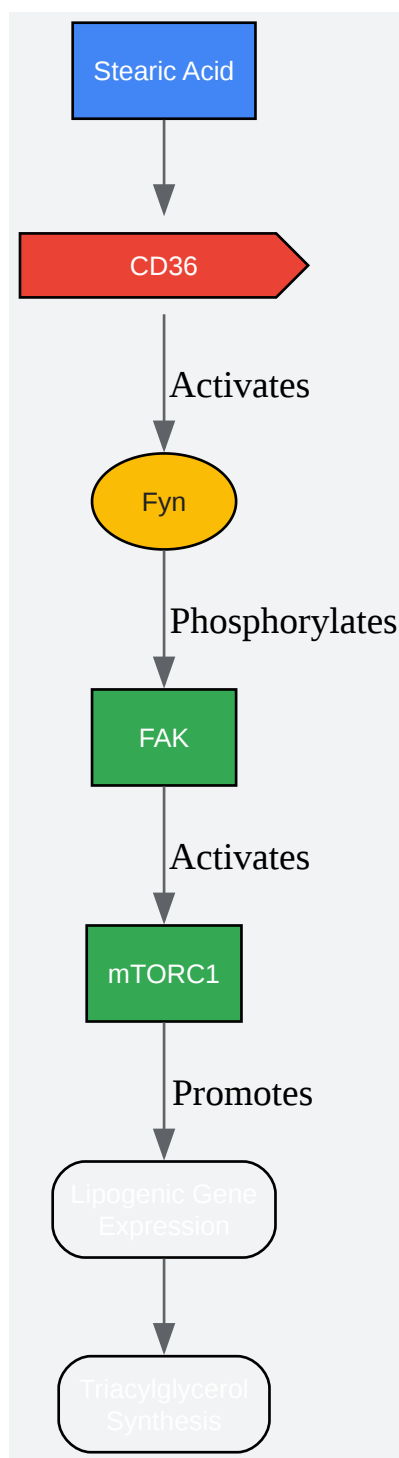 Stearic Acid
CD36
Activates
Fyn
Phosphorylates
FAK
Activates
mTORC1
Promotes
Lipogenic Gene
Expression
Triacylglycerol
Synthesis